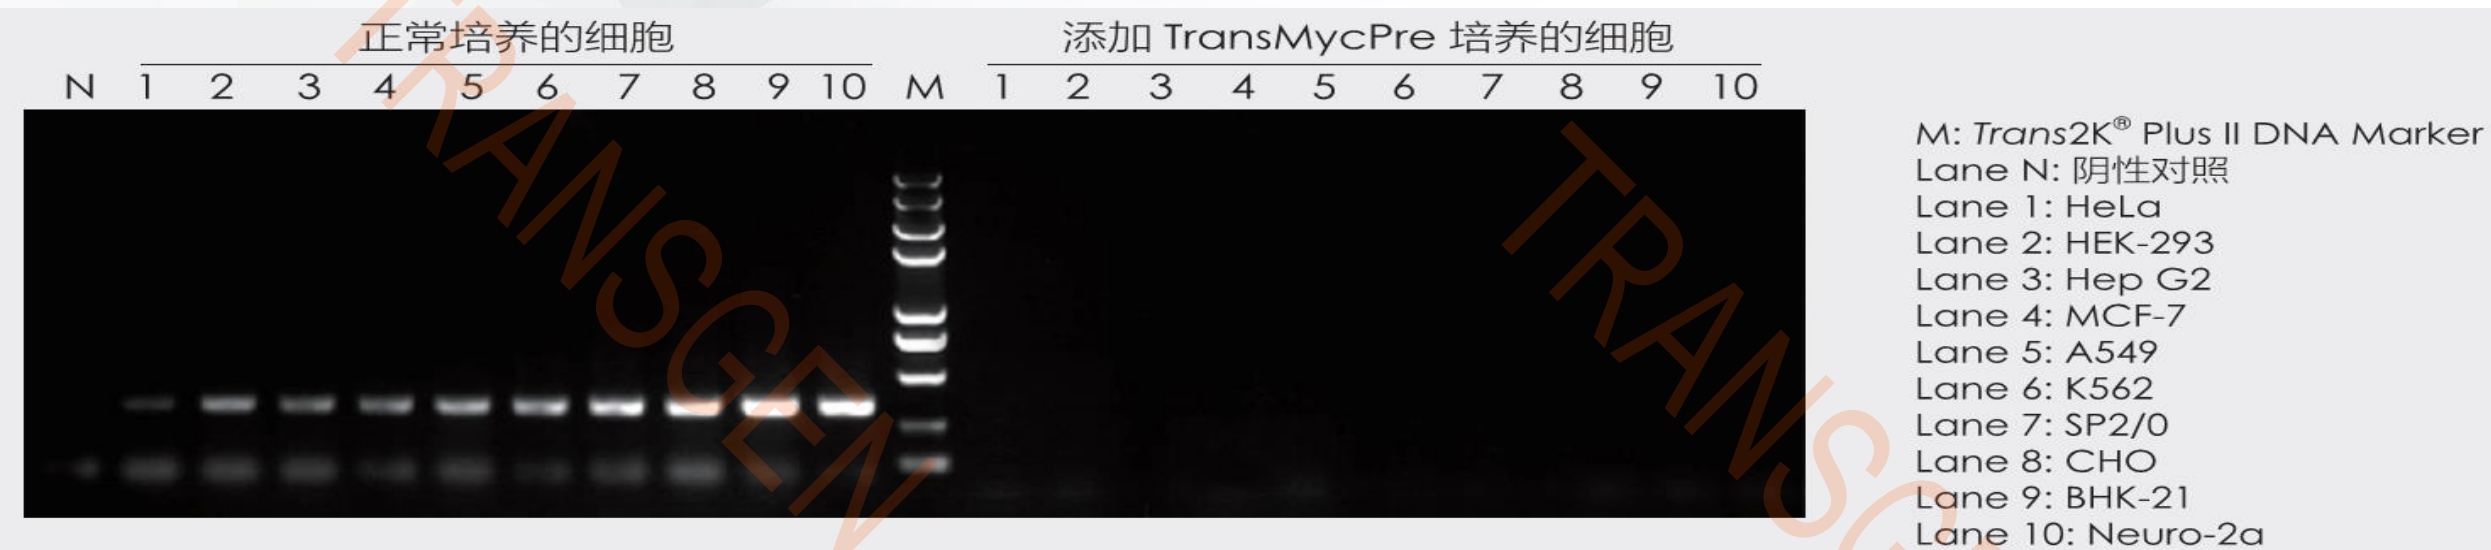 正常培养的细胞
添加 TransMycPre 培养的细胞
N 1 2 3 4 5 6 7 8 9 10 M 1 2 3 4 5 6 7 8 9 10
M: Trans2K® Plus II DNA Marker
Lane N: 阴性对照
Lane 1: HeLa
Lane 2: HEK-293
Lane 3: Hep G2
Lane 4: MCF-7
Lane 5: A549
Lane 6: K562
Lane 7: SP2/0
Lane 8: CHO
Lane 9: BHK-21
Lane 10: Neuro-2a
TRANSGEN
TRANSG